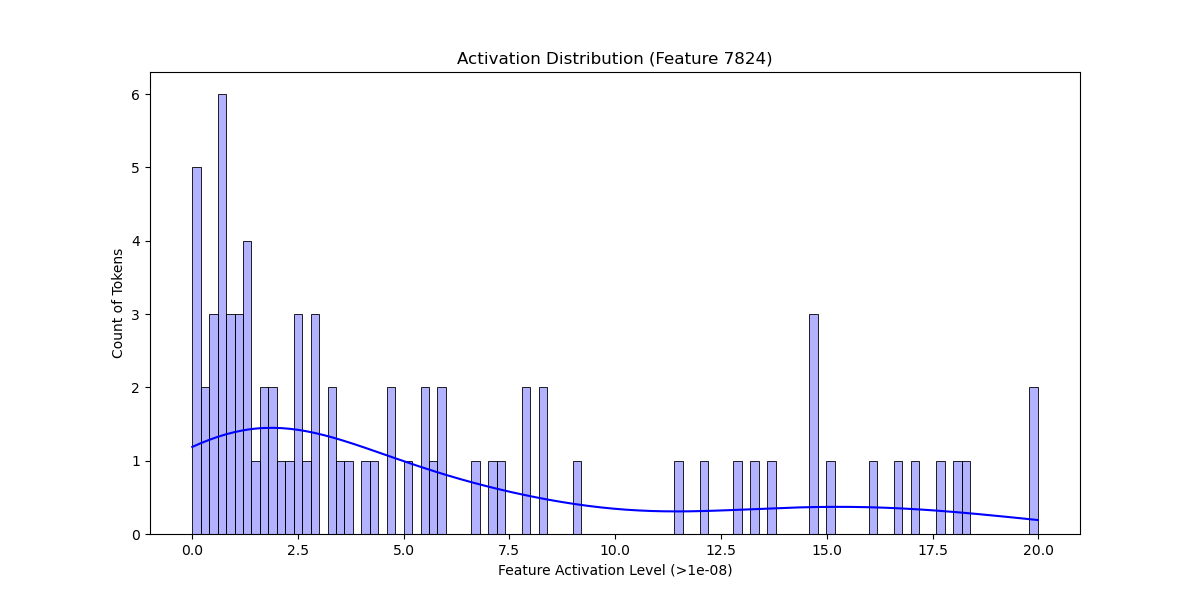 Activation Distribution (Feature 7824)
6
5
4
3
2
1
0
Count of Tokens
0.0 2.5 5.0 7.5 10.0 12.5 15.0 17.5 20.0
Feature Activation Level (>1e-08)